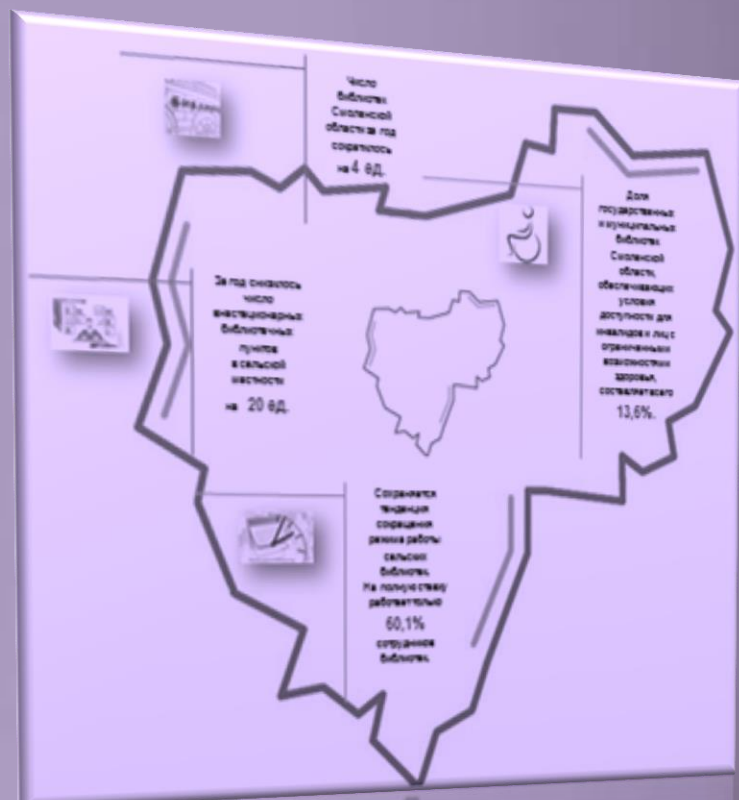 Число
библиотек
Смоленской
области за год
сократилось
на 4 ед.
За год снизилось
число
внестационарных
библиотечных
пунктов
в сельской
местности
на 20 ед.
Доля
государственных
и муниципальных
библиотек
Смоленской
области,
обеспечивающих
условия
доступности для
инвалидов и лиц с
ограниченными
возможностями
здоровья,
составляет всего
13,6%.
Сохраняется
тенденция
сокращения
режима работы
сельских
библиотек.
На полную ставку
работает только
60,1%
сотрудников
библиотек.